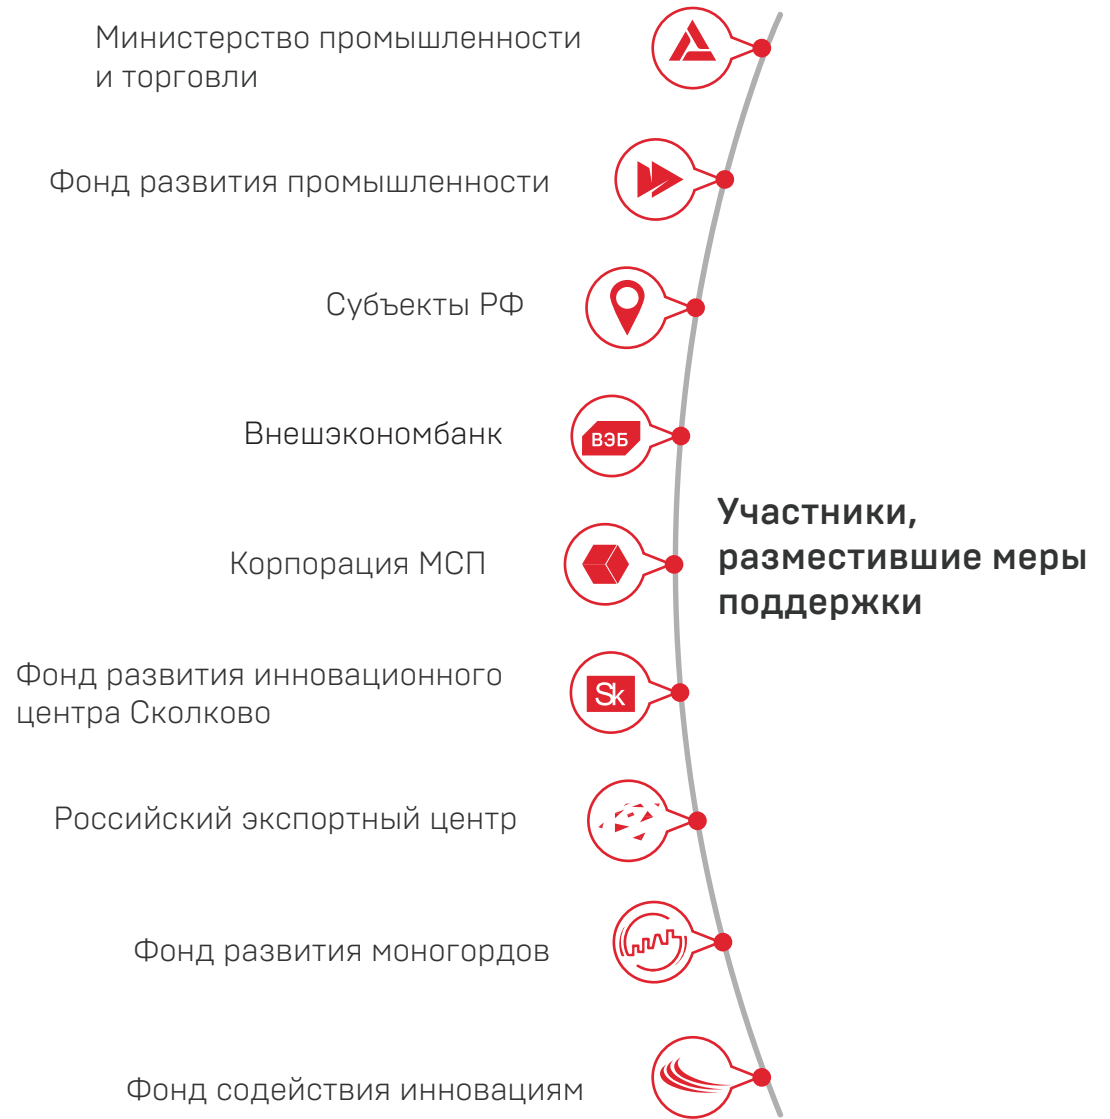 Министерство промышленности
и торговли
Фонд развития промышленности
Субъекты РФ
Внешэкономбанк
ВЭБ
Корпорация МСП
Участники,
разместившие меры
поддержки
Фонд развития инновационного
центра Сколково
Sk
Российский экспортный центр
Фонд развития моногордов
Фонд содействия инновациям